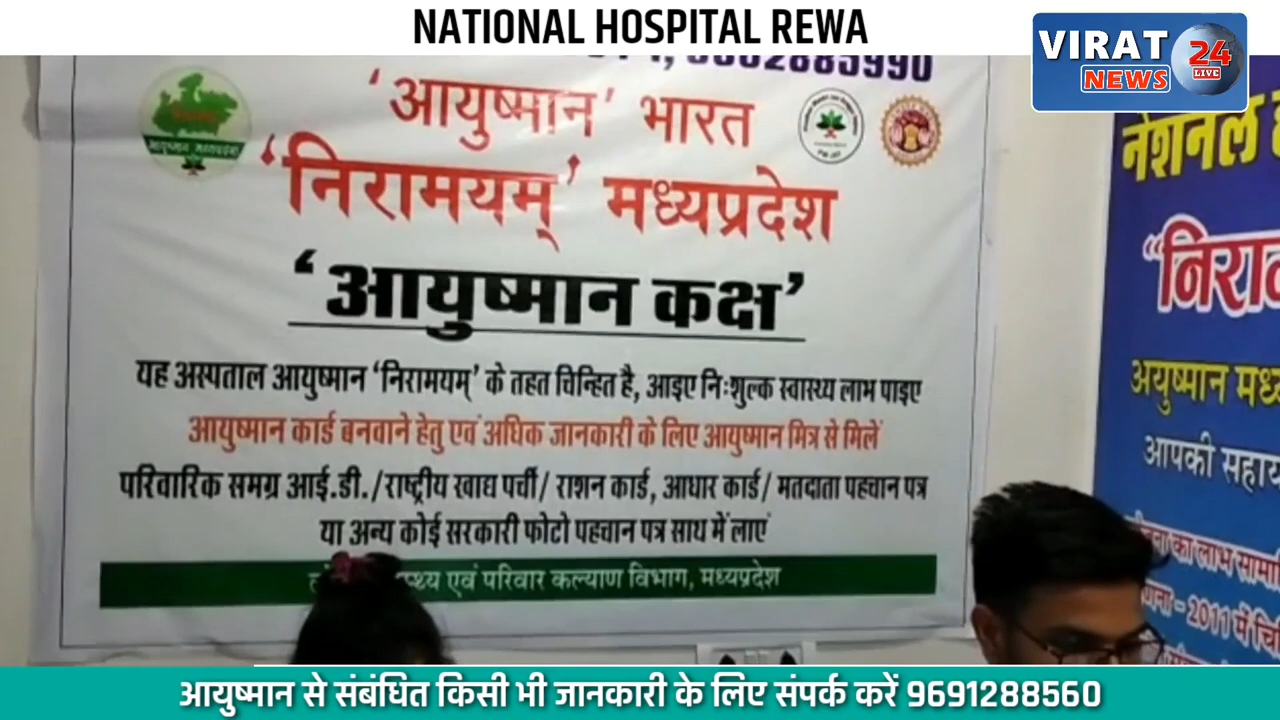 NATIONAL HOSPITAL REWA
VIRAT
24
NEWS
LIVE
'आयुष्मान' भारत
'निरामयम्' मध्यप्रदेश
'आयुष्मान कक्ष'
यह अस्पताल आयुष्मान 'निरामयम्' के तहत चिन्हित है, आइए निःशुल्क स्वास्थ्य लाभ पाइए
आयुष्मान कार्ड बनवाने हेतु एवं अधिक जानकारी के लिए आयुष्मान मित्र से मिलें
परिवारिक समग्र आई.डी./राष्ट्रीय खाद्य पर्ची/ राशन कार्ड, आधार कार्ड/ मतदाता पहचान पत्र
या अन्य कोई सरकारी फोटो पहचान पत्र साथ में लाएं
एवं परिवार कल्याण विभाग, मध्यप्रदेश
नेशनल
अयुष्मान
आपकी
का लाभ
2011 में
आयुष्मान से संबंधित किसी भी जानकारी के लिए संपर्क करें 9691288560